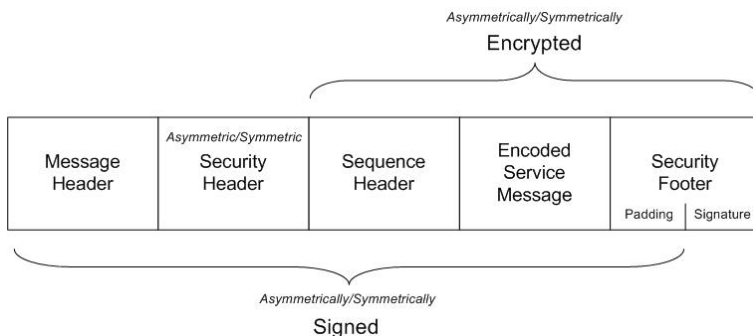 Asymmetrically/Symmetrically
Encrypted
Message
Header
Asymmetric/Symmetric
Security
Header
Sequence
Header
Encoded
Service
Message
Security
Footer
Padding
Signature
Asymmetrically/Symmetrically
Signed